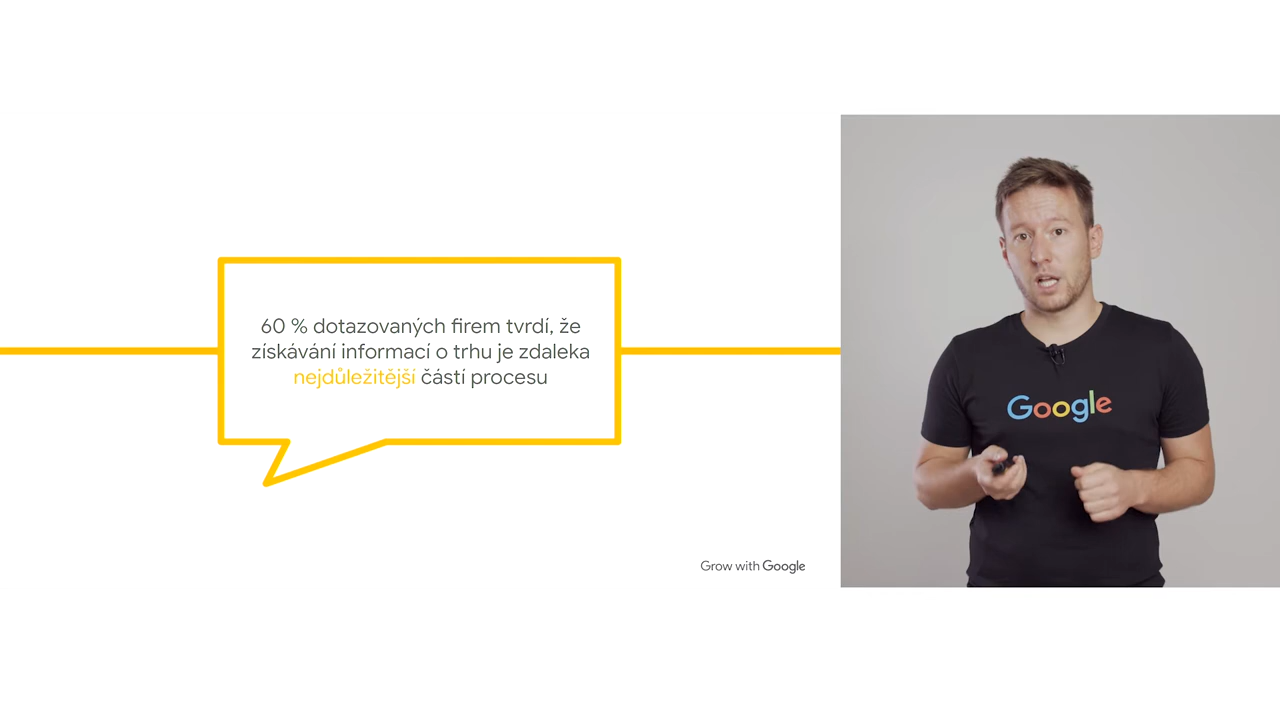 60 % dotazovaných firem tvrdí, že
získávání informací o trhu je zdaleka
nejdůležitější částí procesu
Grow with Google
Google